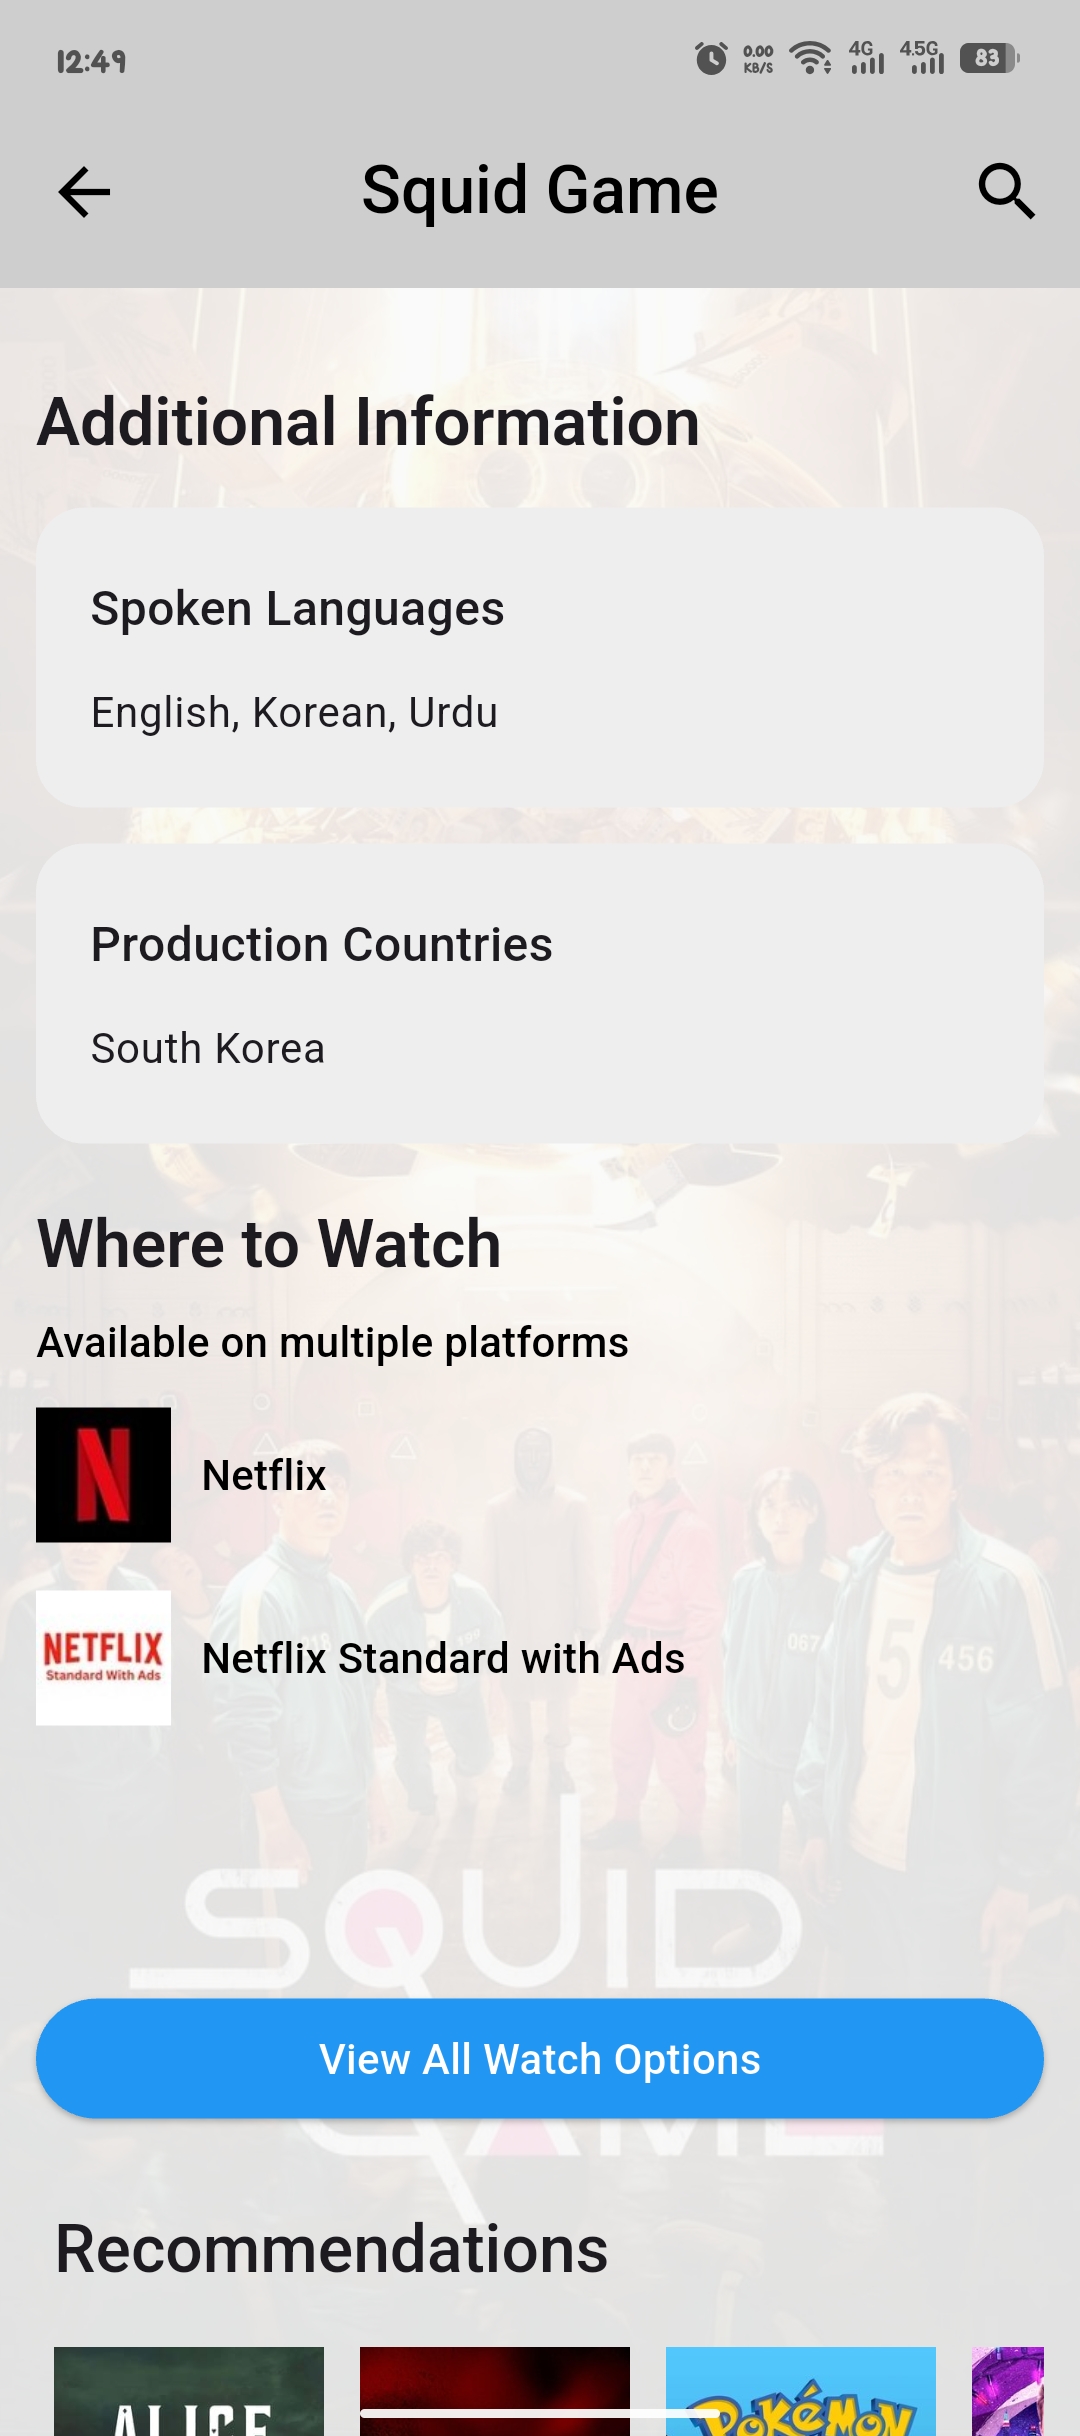 12:49
0.00
KB/S
4G
4.5G
83
Squid Game
Additional Information
Spoken Languages
English, Korean, Urdu
Production Countries
South Korea
Where to Watch
Available on multiple platforms
Netflix
NETFLIX
Standard With Ads
Netflix Standard with Ads
067
456
SQUID
View All Watch Options
GAME
Recommendations
ALICE
POKÉMON